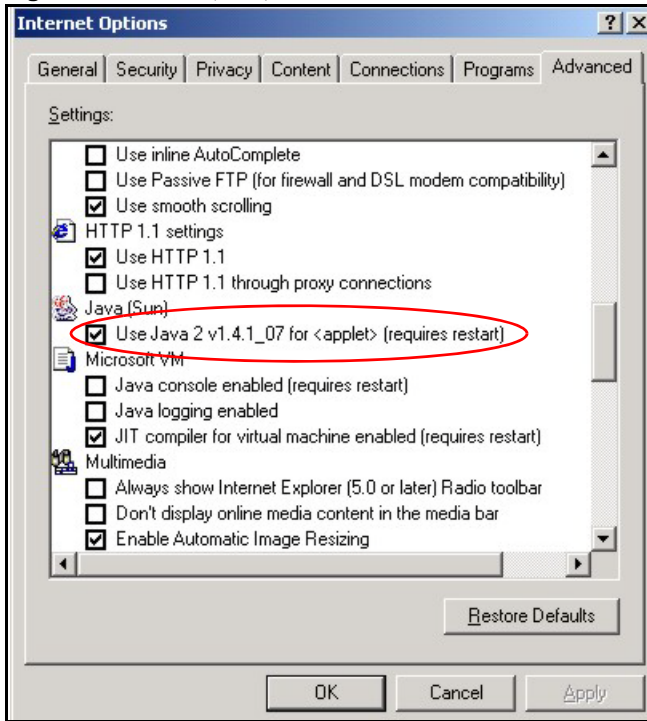 Internet Options
? X
General Security Privacy Content Connections Programs Advanced
Settings:
Use inline AutoComplete
Use Passive FTP (for firewall and DSL modem compatibility)
Use smooth scrolling
HTTP 1.1 settings
Use HTTP 1.1
Use HTTP 1.1 through proxy connections
Java (Sun)
Use Java 2 v1.4.1_07 for <applet> (requires restart)
Microsoft VM
Java console enabled (requires restart)
Java logging enabled
JIT compiler for virtual machine enabled (requires restart)
Multimedia
Always show Internet Explorer (5.0 or later) Radio toolbar
Don't display online media content in the media bar
Enable Automatic Image Resizing
Restore Defaults
OK Cancel Apply